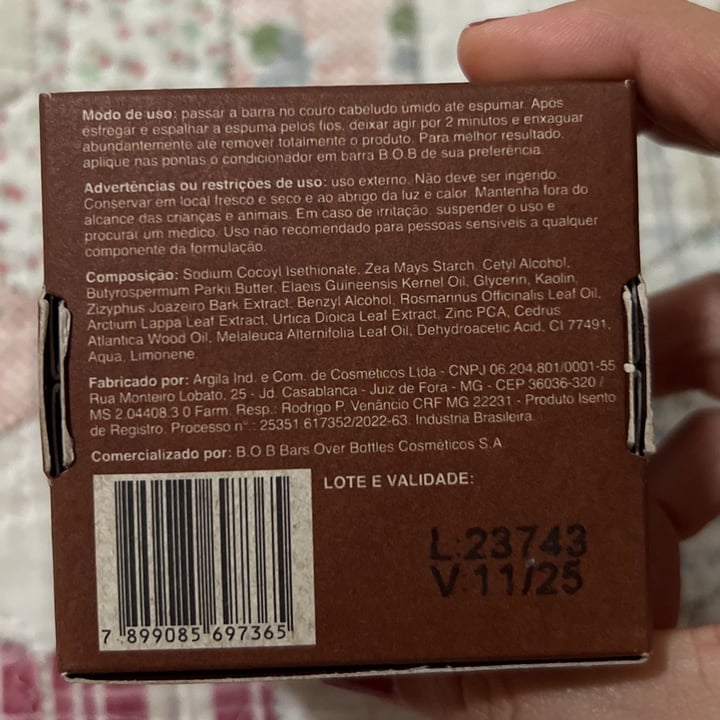 Modo de uso: passar a barra no couro cabeludo úmido até espumar. Após
esfregar e espalhar a espuma pelos fios, deixar agir por 2 minutos e enxaguar
abundantemente até remover totalmente o produto. Para melhor resultado,
aplique nas pontas o condicionador em barra B.O.B de sua preferência.
Advertências ou restrições de uso: uso externo. Não deve ser ingerido.
Conservar em local fresco e seco e ao abrigo da luz e calor. Mantenha fora do
alcance das crianças e animais. Em caso de irritação, suspender o uso e
procurar um médico. Uso não recomendado para pessoas sensíveis a qualquer
componente da formulação.
Composição: Sodium Cocoyl Isethionate, Zea Mays Starch, Cetyl Alcohol,
Butyrospermum Parkii Butter, Elaeis Guineensis Kernel Oil, Glycerin, Kaolin,
Zizyphus Joazeiro Bark Extract, Benzyl Alcohol, Rosmarinus Officinalis Leaf Oil,
Arctium Lappa Leaf Extract, Urtica Dioica Leaf Extract, Zinc PCA, Cedrus
Atlantica Wood Oil, Melaleuca Alternifolia Leaf Oil, Dehydroacetic Acid, CI 77491,
Aqua, Limonene.
Fabricado por: Argila Ind. e Com. de Cosméticos Ltda - CNPJ 06.204.801/0001-55
Rua Monteiro Lobato, 25 - Jd. Casablanca - Juiz de Fora - MG - CEP 36036-320 /
MS 2.04408.3.0 Farm. Resp.: Rodrigo P. Venâncio CRF MG 22231 - Produto Isento
de Registro. Processo n°.: 25351.617352/2022-63. Indústria Brasileira.
Comercializado por: B.O.B Bars Over Bottles Cosméticos S.A
LOTE E VALIDADE:
L:23743
V:11/25
7 899085 697365